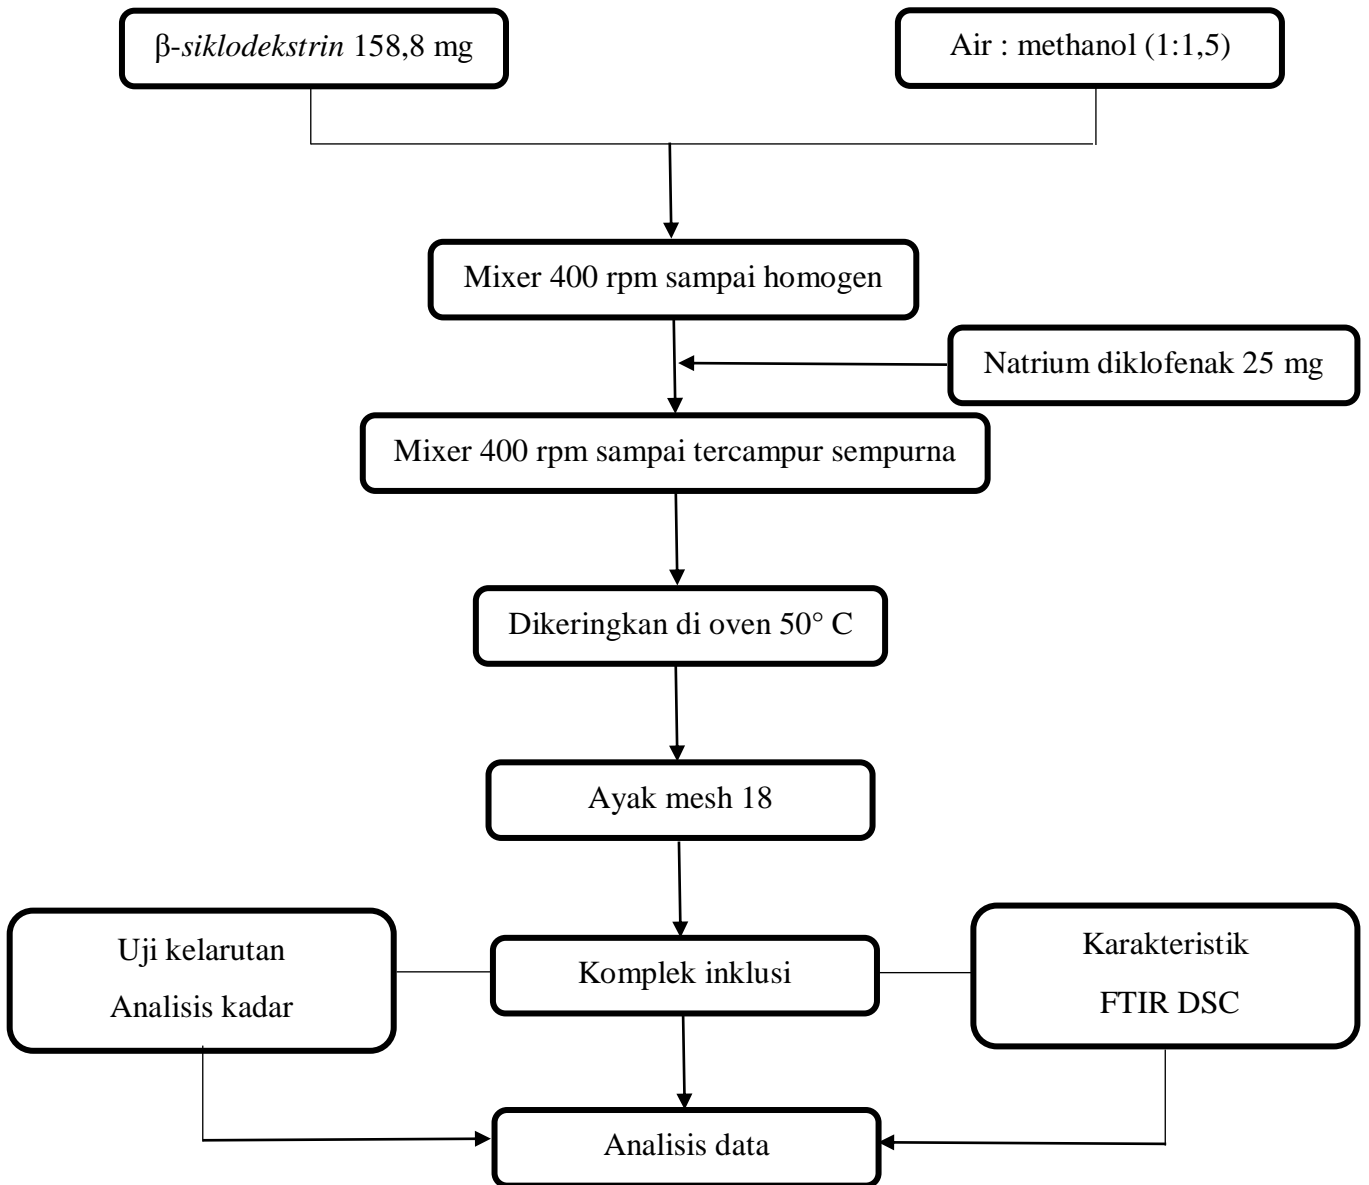 β-siklodekstrin 158,8 mg
Air : methanol (1:1,5)
Mixer 400 rpm sampai homogen
Natrium diklofenak 25 mg
Mixer 400 rpm sampai tercampur sempurna
Dikeringkan di oven 50° C
Ayak mesh 18
Uji kelarutan
Analisis kadar
Komplek inklusi
Karakteristik
FTIR DSC
Analisis data